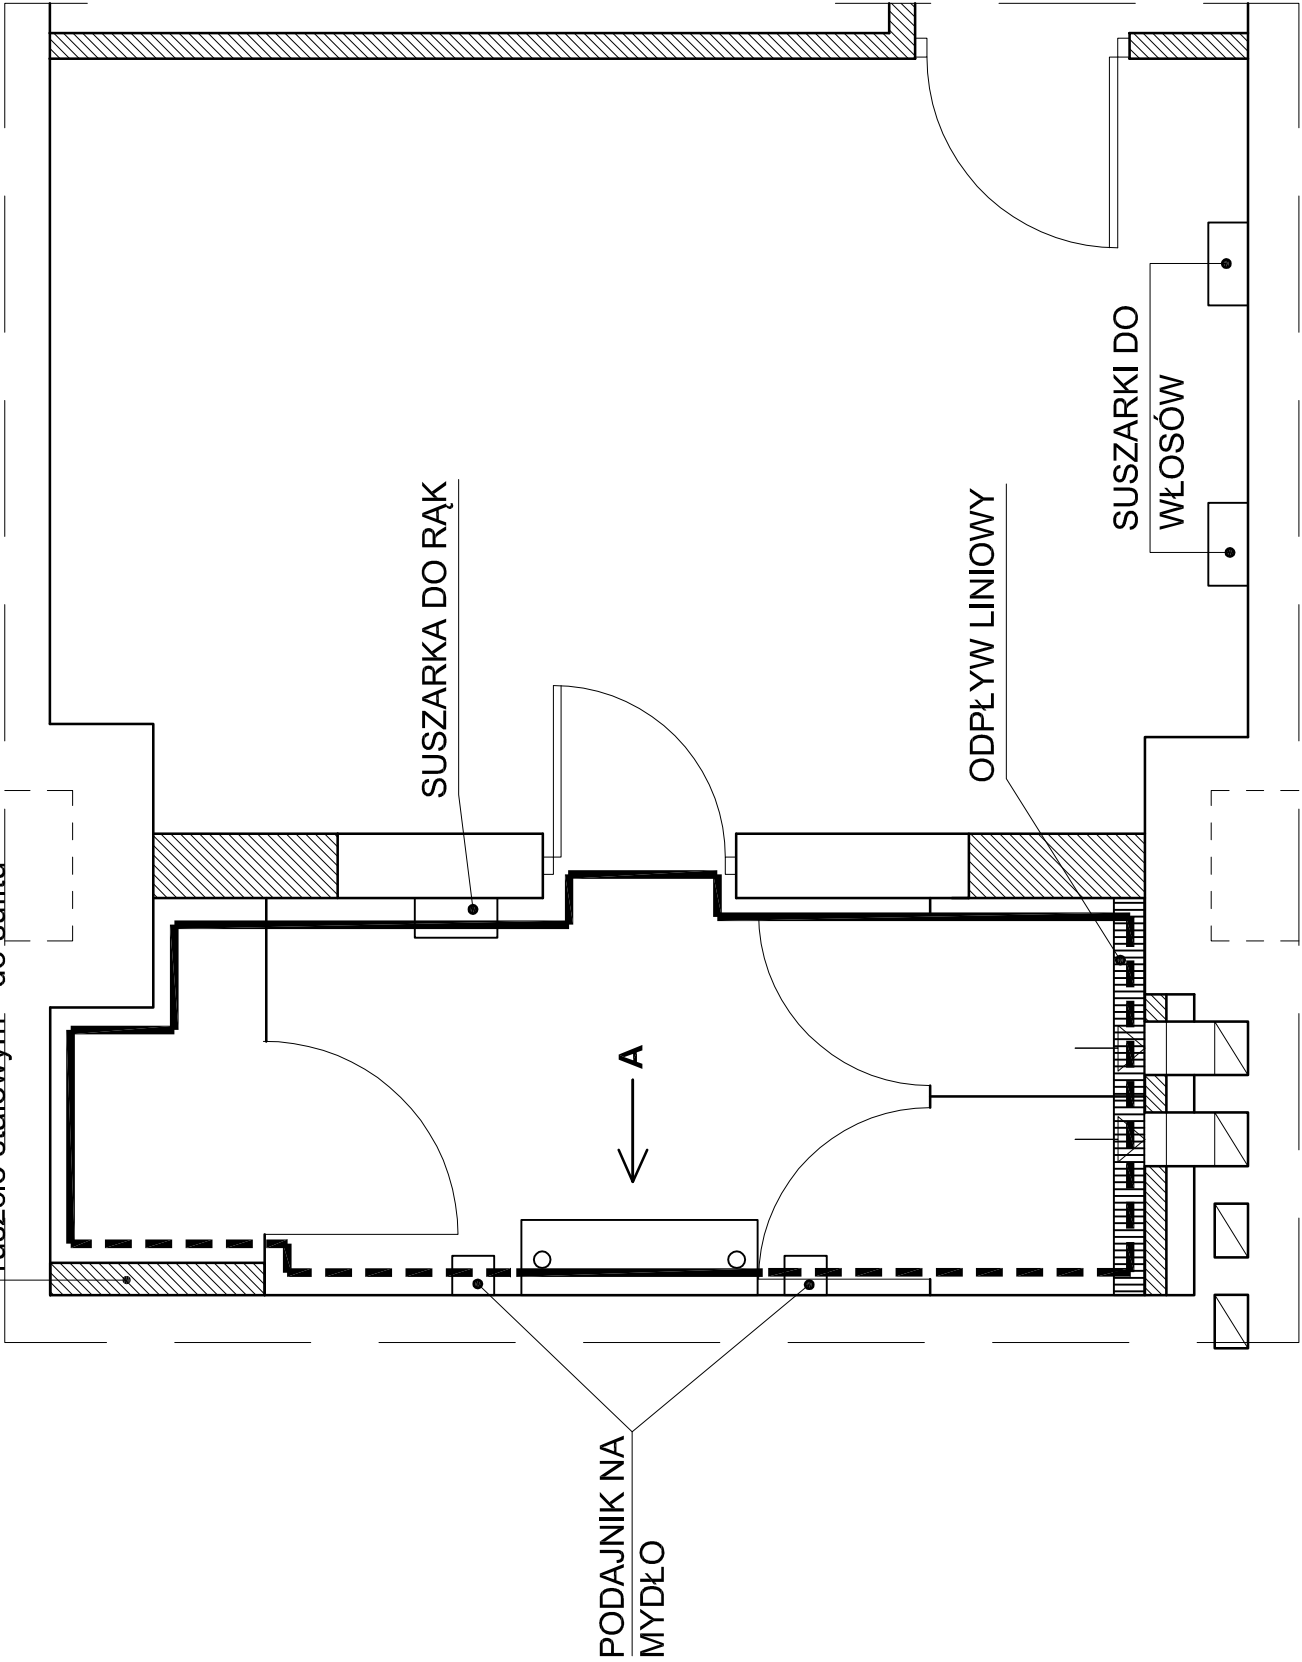 SUSZARKA DO RĄK
ODPŁYW LINIOWY
SUSZARKI DO
WŁOSÓW
A
PODAJNIK NA
MYDŁO